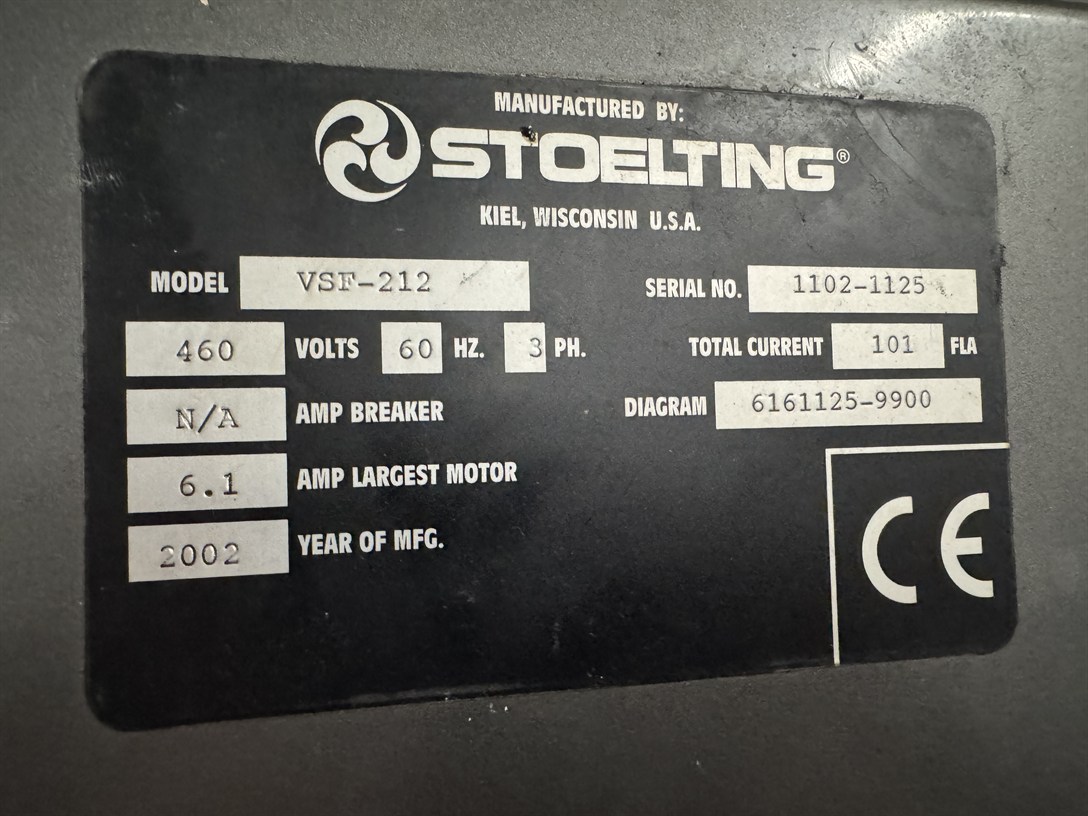 MANUFACTURED BY:
STOELTING®
KIEL, WISCONSIN U.S.A.
MODEL VSF-212 SERIAL NO. 1102-1125
460 VOLTS 60 HZ. 3 PH. TOTAL CURRENT 101 FLA
N/A AMP BREAKER DIAGRAM 6161125-9900
6.1 AMP LARGEST MOTOR
2002 YEAR OF MFG.
CE